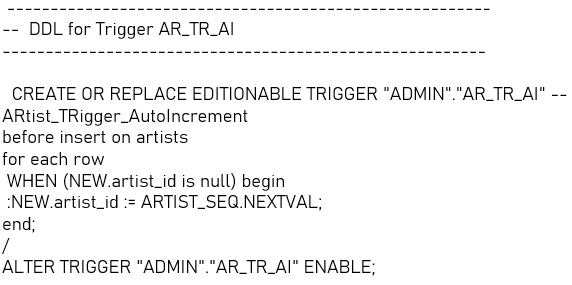 --------------------------------------------------------
--  DDL for Trigger AR_TR_AI
--------------------------------------------------------
CREATE OR REPLACE EDITIONABLE TRIGGER "ADMIN"."AR_TR_AI" --
ARtist_TRigger_AutoIncrement
before insert on artists
for each row
WHEN (NEW.artist_id is null) begin
:NEW.artist_id := ARTIST_SEQ.NEXTVAL;
end;
/
ALTER TRIGGER "ADMIN"."AR_TR_AI" ENABLE;